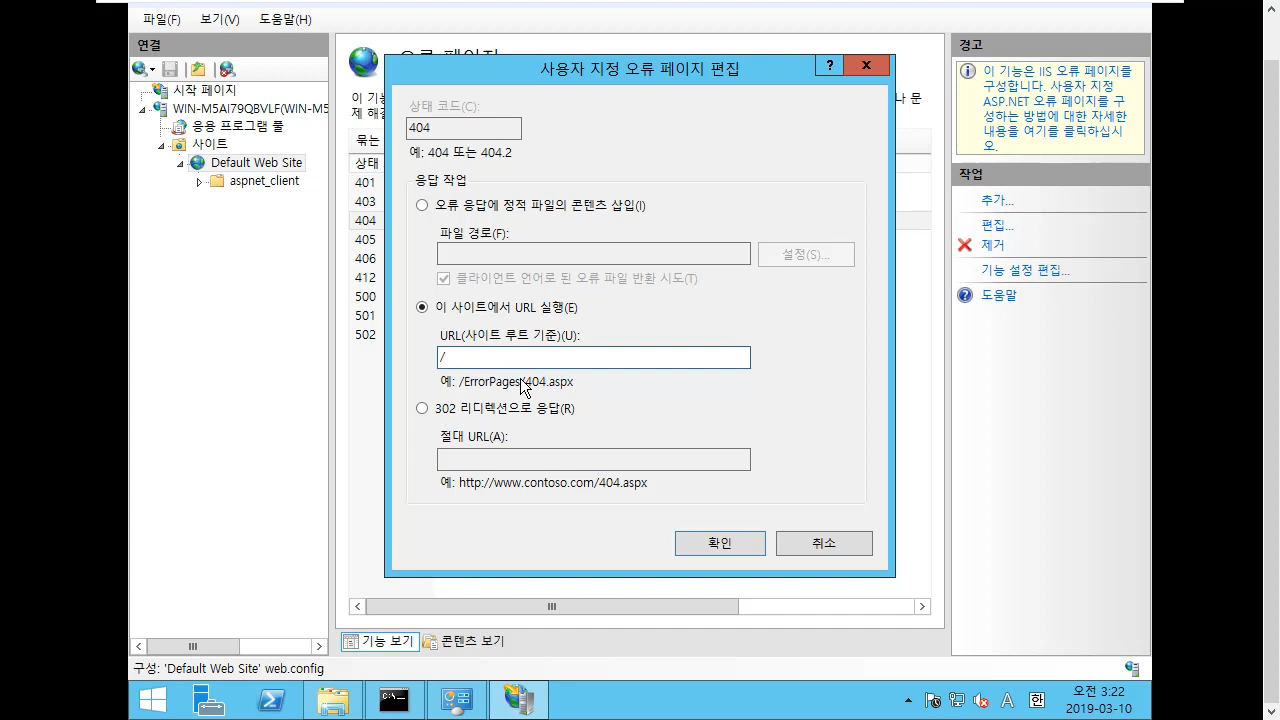 파일(F) 보기(V) 도움말(H)
연결
시작 페이지
WIN-M5AI79QBVLF(WIN-M5
응용 프로그램 풀
사이트
Default Web Site
aspnet_client
오류 페이지
이 기능
제 해결
나 문
묶는
상태
401
403
404
405
406
412
500
501
502
사용자 지정 오류 페이지 편집
?
x
상태 코드(C):
404
예: 404 또는 404.2
응답 작업
오류 응답에 정적 파일의 콘텐츠 삽입(I)
파일 경로(F):
설정(S)...
클라이언트 언어로 된 오류 파일 반환 시도(T)
이 사이트에서 URL 실행(E)
URL(사이트 루트 기준)(U):
/
예: /ErrorPages/404.aspx
302 리디렉션으로 응답(R)
절대 URL(A):
예: http://www.contoso.com/404.aspx
확인
취소
기능 보기
콘텐츠 보기
경고
이 기능은 IIS 오류 페이지를
구성합니다. 사용자 지정
ASP.NET 오류 페이지를 구
성하는 방법에 대한 자세한
내용을 여기를 클릭하십시
오.
작업
추가...
편집...
제거
기능 설정 편집...
도움말
구성: 'Default Web Site' web.config
A
한
오전 3:22
2019-03-10